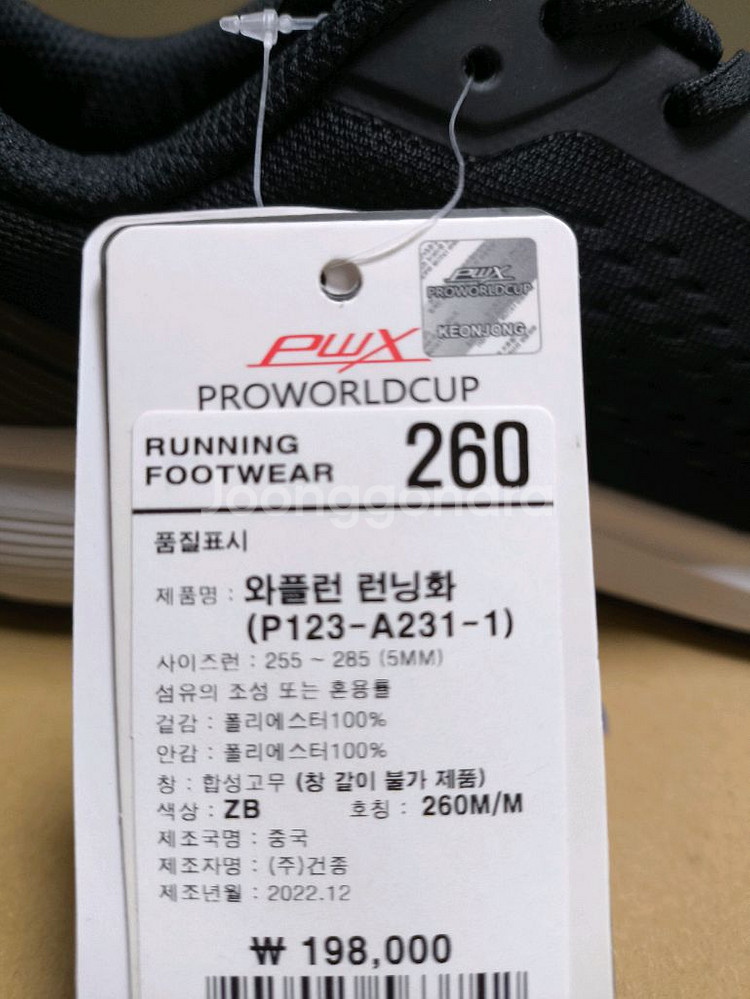 PWX
PROWORLDCUP
KEONJONG
PWX
PROWORLDCUP
RUNNING
FOOTWEAR
260
Joonggonara
품질표시
제품명 : 와플런 런닝화
(P123-A231-1)
사이즈런 : 255 ~ 285 (5MM)
섬유의 조성 또는 혼용률
겉감 : 폴리에스터100%
안감 : 폴리에스터100%
창 : 합성고무 (창 갈이 불가 제품)
색상 : ZB 호칭 : 260M/M
제조국명 : 중국
제조자명 : (주)건종
제조년월 : 2022.12
₩ 198,000